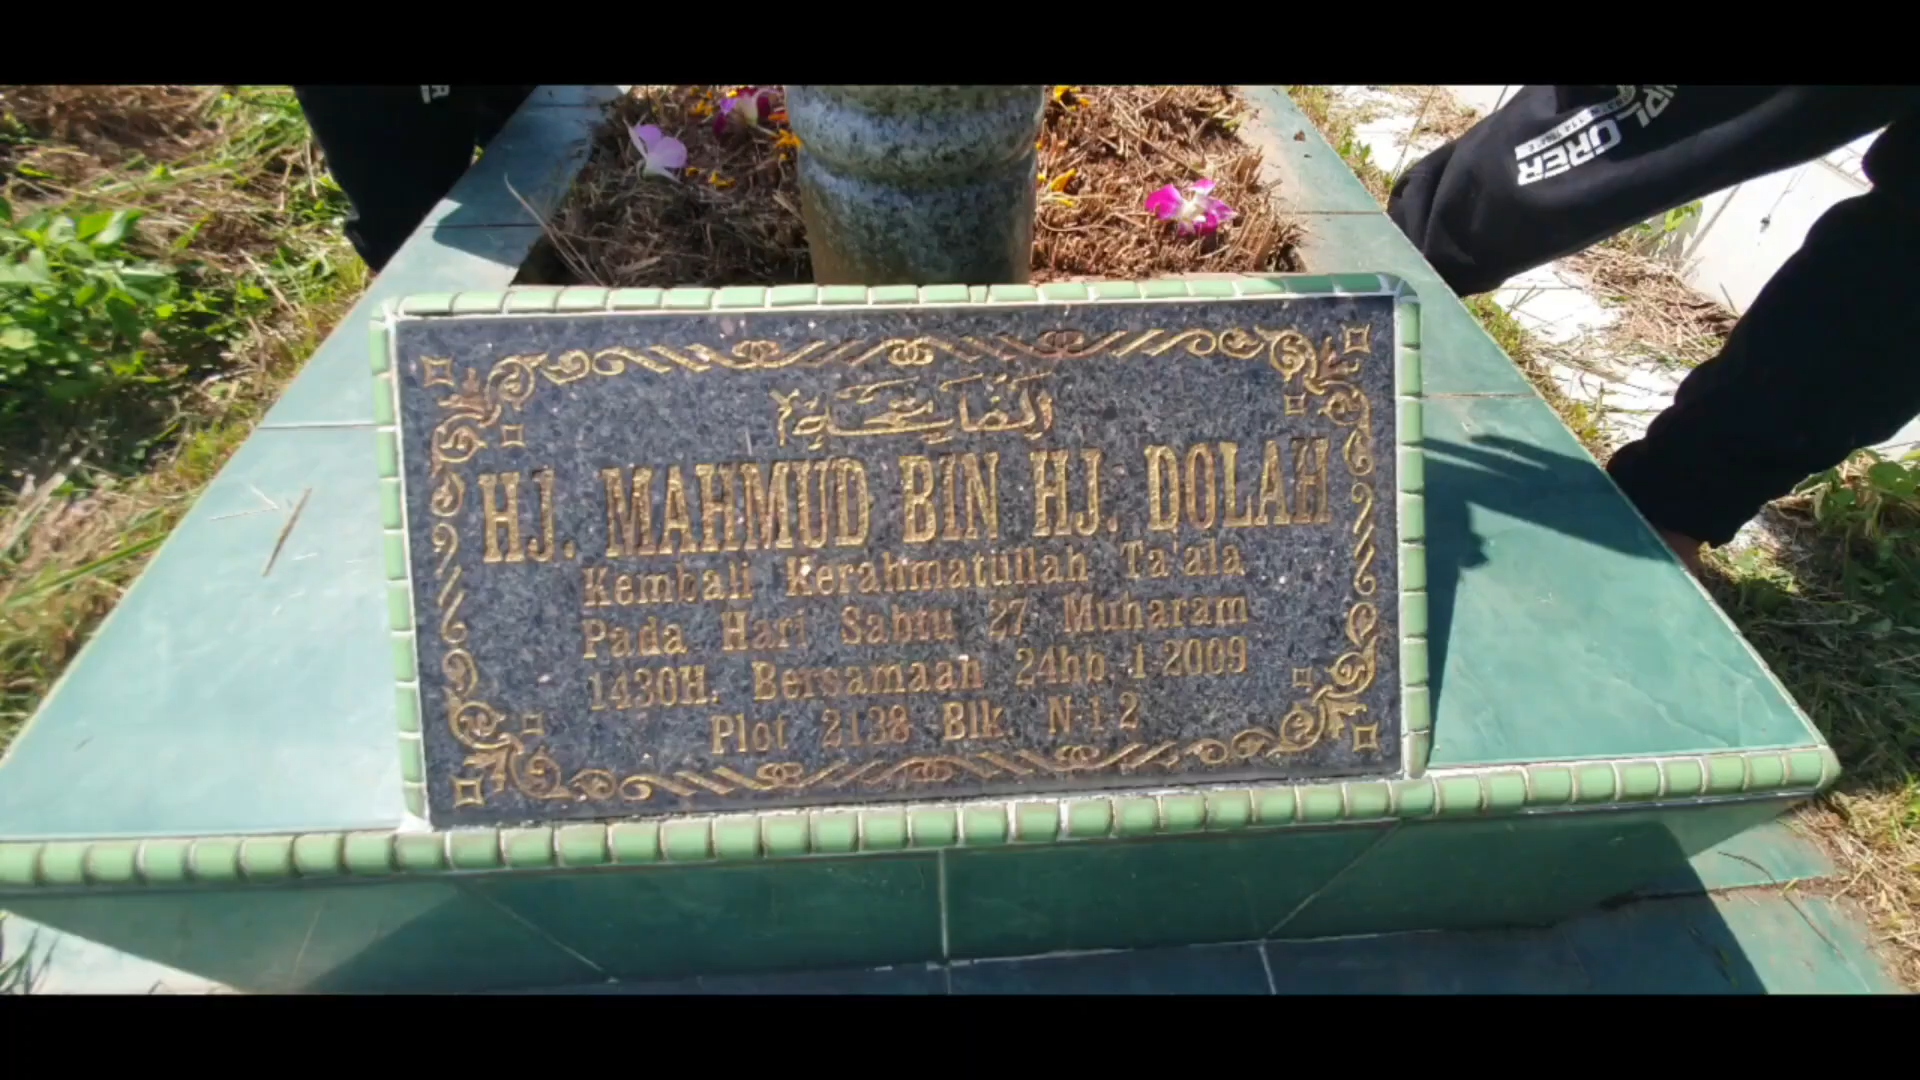 الفاتحة
HJ. MAHMUD BIN HJ. DOLAH
Kembali Kerahmatullah Ta'ala
Pada Hari Sabtu 27 Muharam
1430H. Bersamaan 24hb. 1-2009
Plot 2138 Blk. N-1-2
ORER